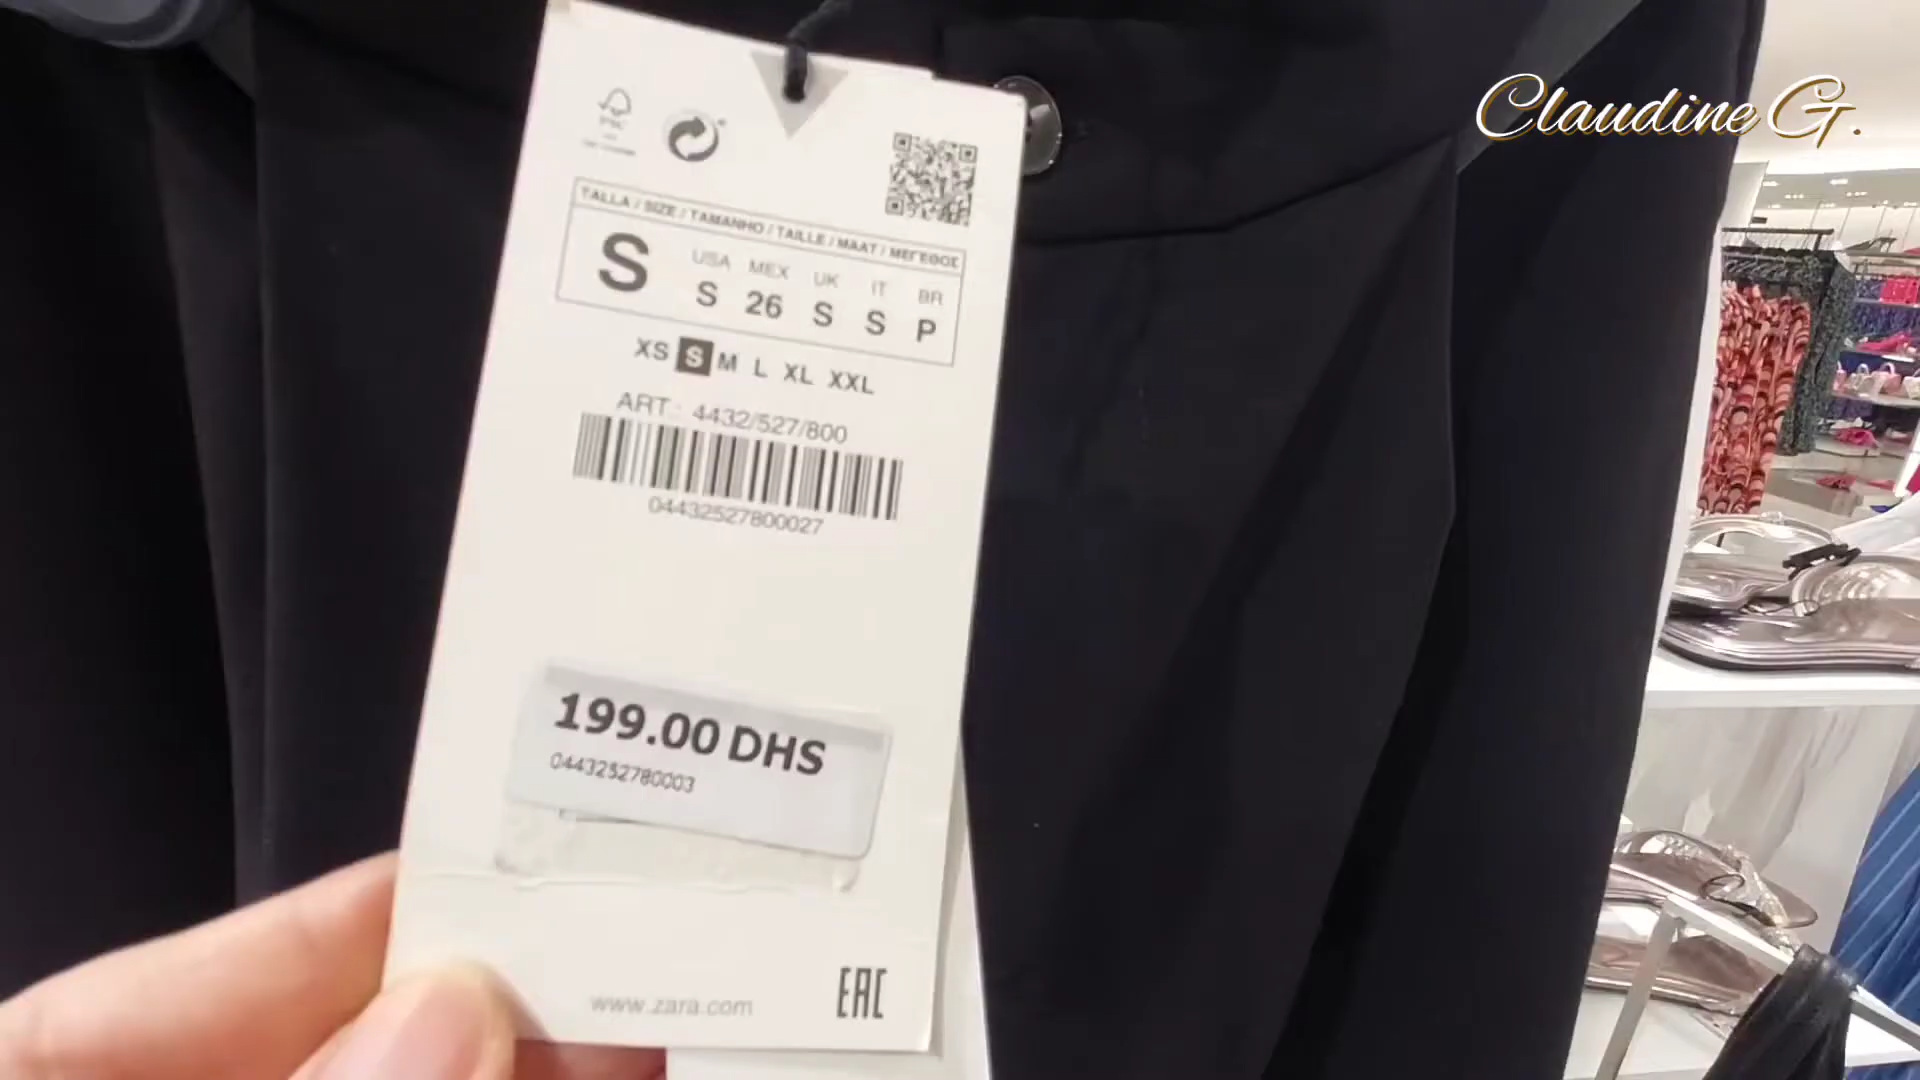 Claudine G.
TALLA / SIZE / TAMANHO / TAILLE / MAAT / ΜΕΓΕΘΟΣ
S
USA MEX UK IT BR
S 26 S S P
XS S M L XL XXL
ART.: 4432/527/800
04432527800027
199.00 DHS
0443252780003
www.zara.com
EAC